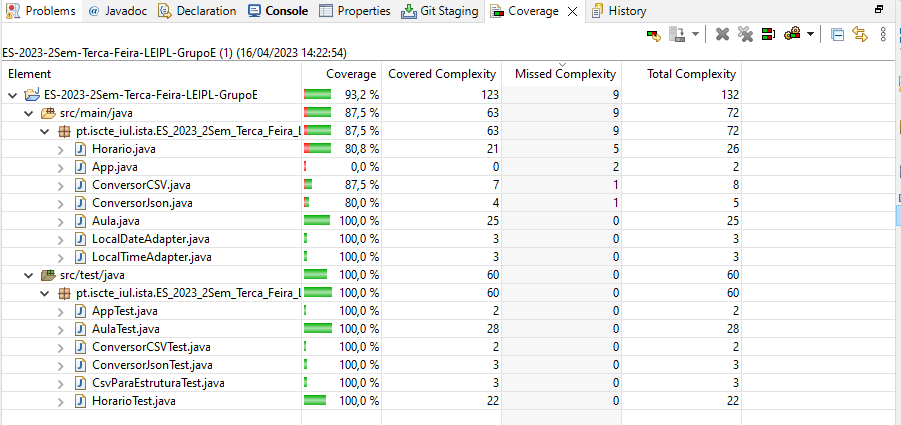 Problems Javadoc Declaration Console Properties Git Staging Coverage History
ES-2023-2Sem-Terca-Feira-LEIPL-GrupoE (1) (16/04/2023 14:22:54)
Element Coverage Covered Complexity Missed Complexity Total Complexity
ES-2023-2Sem-Terca-Feira-LEIPL-GrupoE 93,2 % 123 9 132
src/main/java 87,5 % 63 9 72
pt.iscte_iul.ista.ES_2023_2Sem_Terca_Feira_L 87,5 % 63 9 72
Horario.java 80,8 % 21 5 26
App.java 0,0 % 0 2 2
ConversorCSV.java 87,5 % 7 1 8
ConversorJson.java 80,0 % 4 1 5
Aula.java 100,0 % 25 0 25
LocalDateAdapter.java 100,0 % 3 0 3
LocalTimeAdapter.java 100,0 % 3 0 3
src/test/java 100,0 % 60 0 60
pt.iscte_iul.ista.ES_2023_2Sem_Terca_Feira_L 100,0 % 60 0 60
AppTest.java 100,0 % 2 0 2
AulaTest.java 100,0 % 28 0 28
ConversorCSVTest.java 100,0 % 2 0 2
ConversorJsonTest.java 100,0 % 3 0 3
CsvParaEstruturaTest.java 100,0 % 3 0 3
HorarioTest.java 100,0 % 22 0 22